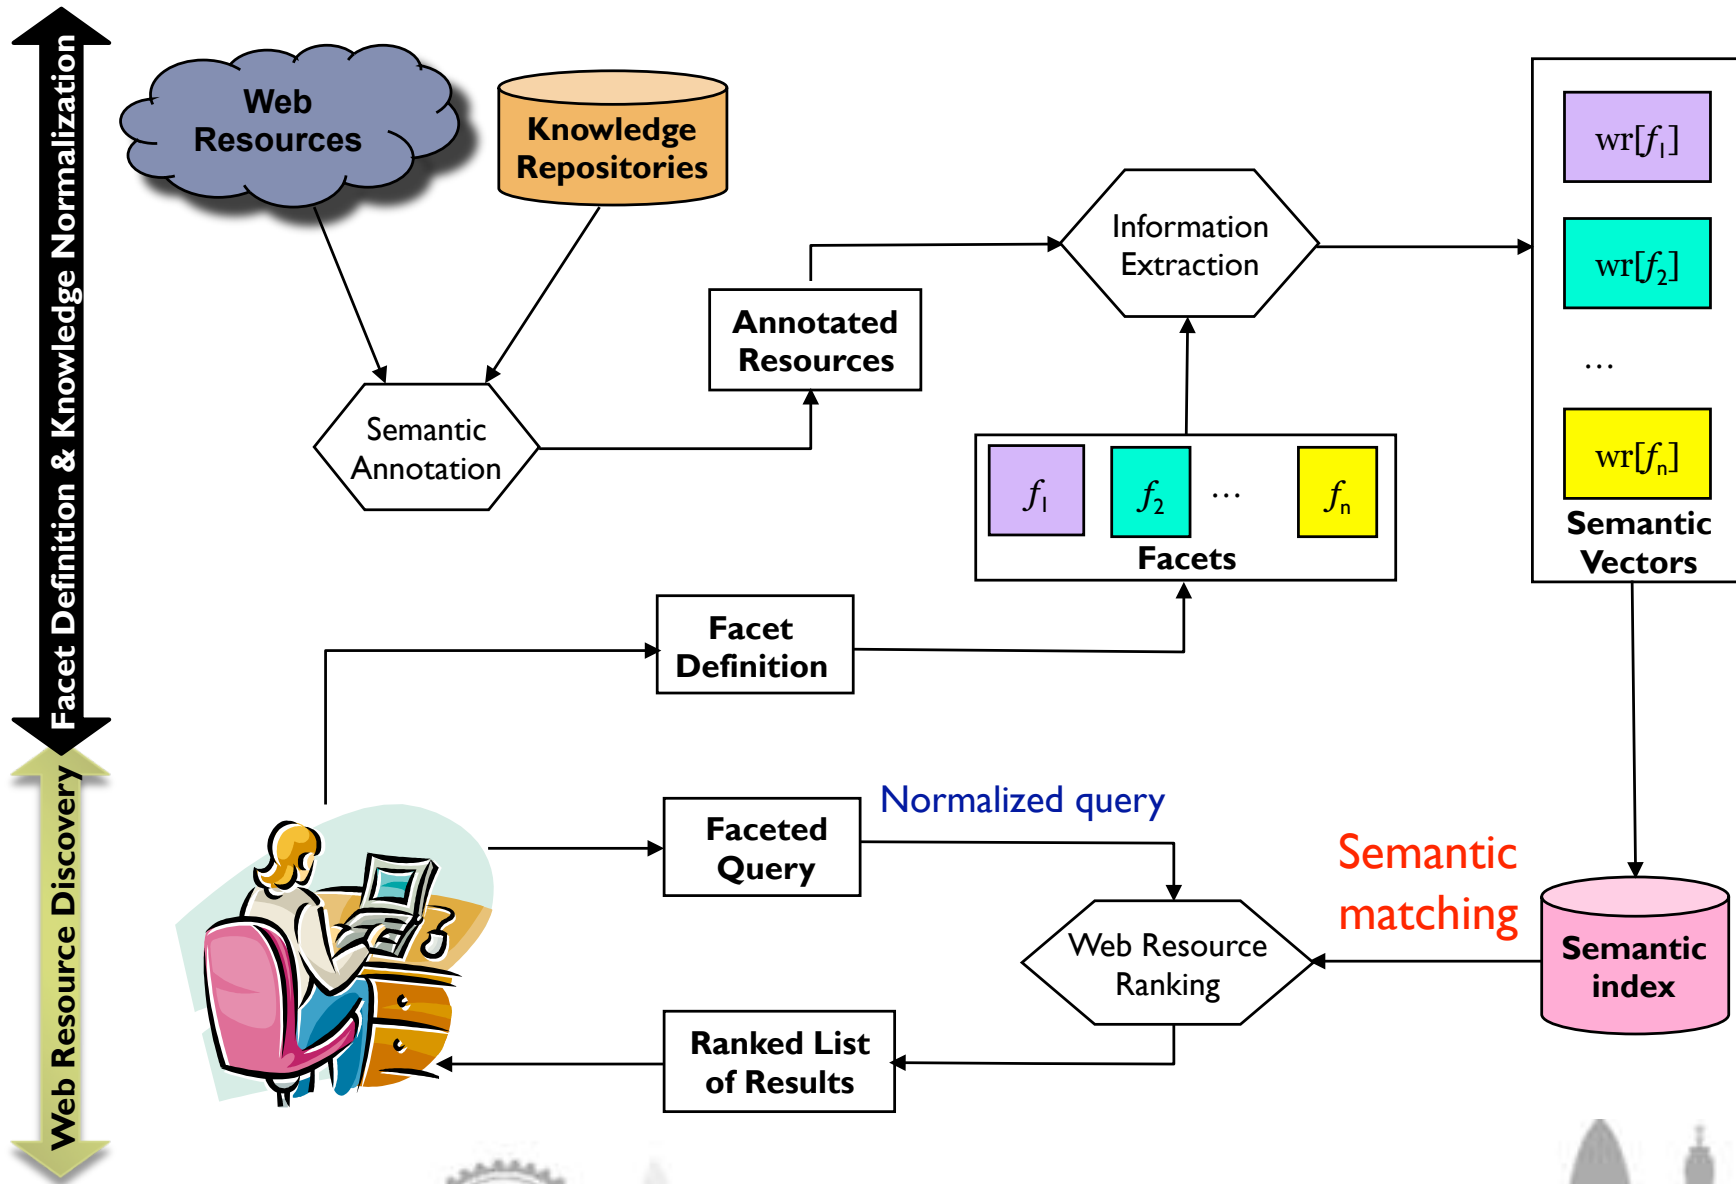 Facet Definition & Knowledge Normalization
Web Resource Discovery
Web
Resources
Knowledge
Repositories
Semantic
Annotation
Annotated
Resources
Information
Extraction
wr[f1]
wr[f2]
...
wr[fn]
Semantic
Vectors
f1
f2
...
fn
Facets
Facet
Definition
Faceted
Query
Normalized query
Semantic
matching
Web Resource
Ranking
Semantic
index
Ranked List
of Results